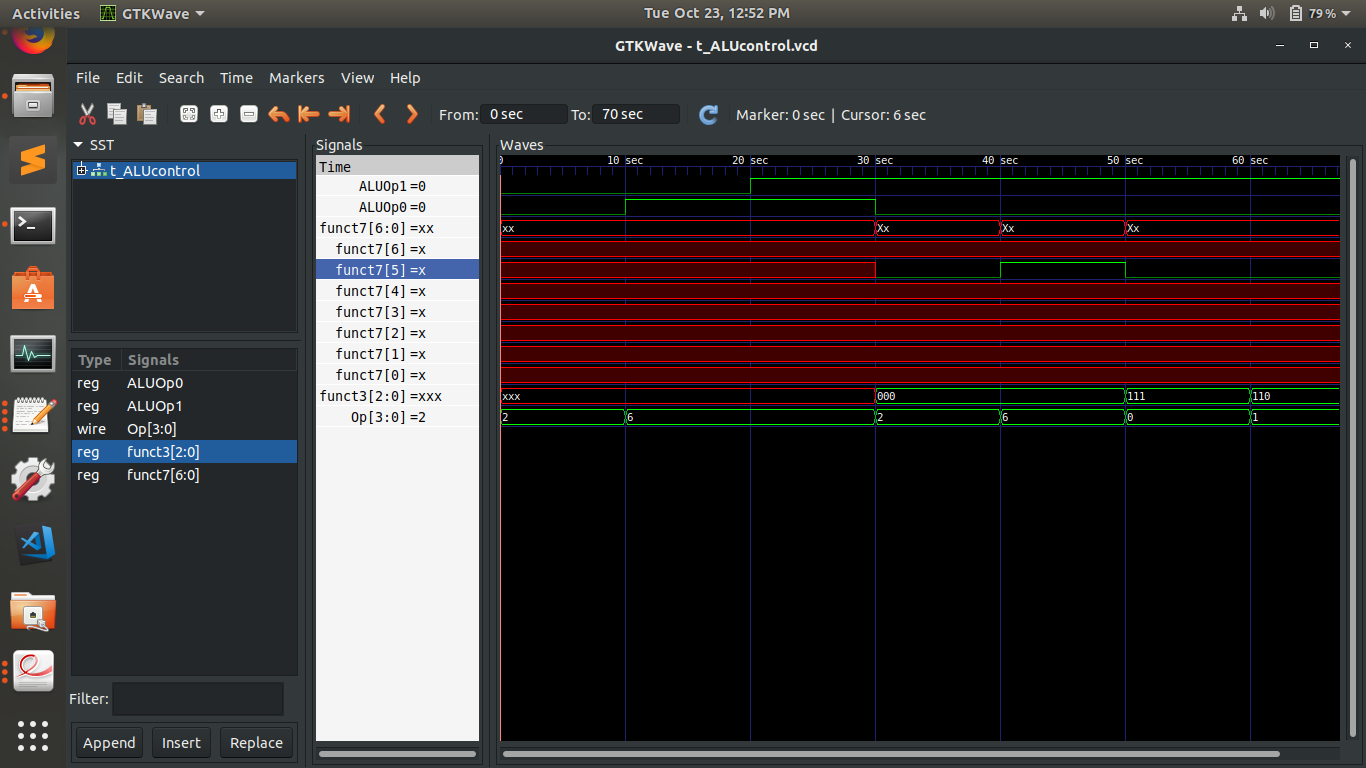 Activities GTKWave Tue Oct 23, 12:52 PM 79%
GTKWave - t_ALUcontrol.vcd
File Edit Search Time Markers View Help
From: 0 sec To: 70 sec Marker: 0 sec | Cursor: 6 sec
SST
t_ALUcontrol
Type Signals
reg ALUOp0
reg ALUOp1
wire Op[3:0]
reg funct3[2:0]
reg funct7[6:0]
Filter:
Append Insert Replace
Signals
Time
ALUOp1=0
ALUOp0=0
funct7[6:0]=xx
funct7[6]=x
funct7[5]=x
funct7[4]=x
funct7[3]=x
funct7[2]=x
funct7[1]=x
funct7[0]=x
funct3[2:0]=xxx
Op[3:0]=2
Waves
0 10 sec 20 sec 30 sec 40 sec 50 sec 60 sec
xx Xx Xx Xx
xxx 000 111 110
2 6 2 6 0 1